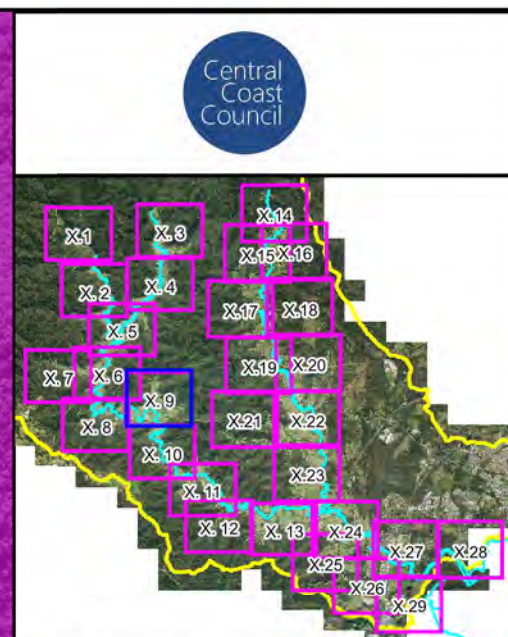 Central
Coast
Council
X.14
X.1
X. 3
X.15
X.16
X. 2
X. 4
X.17
X.18
X. 5
X.19
X.20
X. 7
X. 6
X. 9
X. 8
X.21
X.22
X. 10
X.23
X. 11
X. 12
X. 13
X.24
X.27
X.28
X.25
X.26
X.29